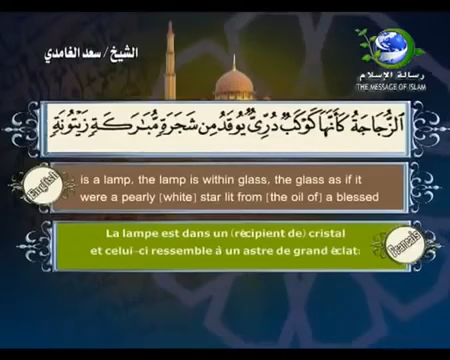 الشيخ / سعد الغامدي
رسالة الإسلام
THE MESSAGE OF ISLAM
ٱلزُّجَاجَةُ كَأَنَّهَا كَوْكَبٌ دُرِّيٌّ يُوقَدُ مِن شَجَرَةٍ مُّبَارَكَةٍ زَيْتُونَةٍ
English
is a lamp, the lamp is within glass, the glass as if it
were a pearly [white] star lit from [the oil of] a blessed
La lampe est dans un (récipient de) cristal
et celui-ci ressemble à un astre de grand éclat;
Français